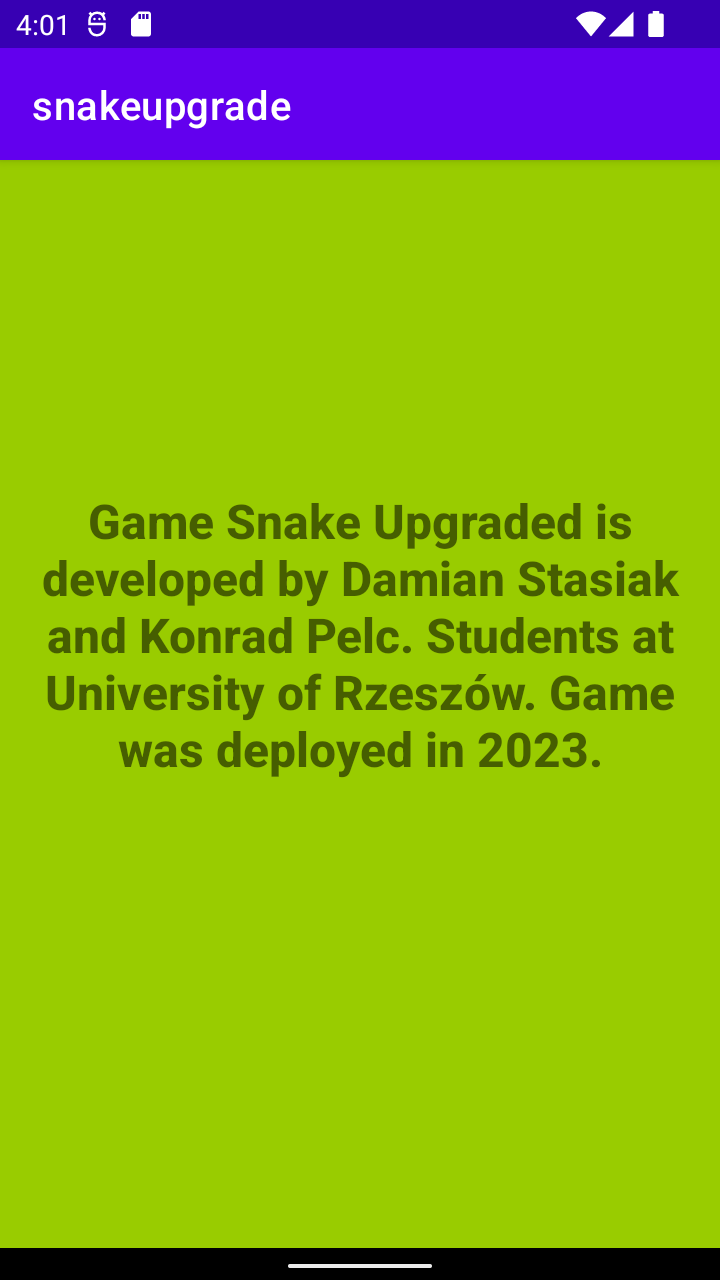 4:01
snakeupgrade
Game Snake Upgraded is
developed by Damian Stasiak
and Konrad Pelc. Students at
University of Rzeszów. Game
was deployed in 2023.